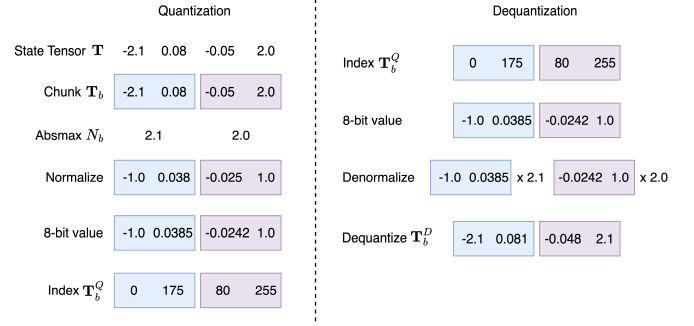 Quantization
State Tensor T -2.1 0.08 -0.05 2.0
Chunk T_b -2.1 0.08 -0.05 2.0
Absmax N_b 2.1 2.0
Normalize -1.0 0.038 -0.025 1.0
8-bit value -1.0 0.0385 -0.0242 1.0
Index T_b^Q 0 175 80 255
Dequantization
Index T_b^Q 0 175 80 255
8-bit value -1.0 0.0385 -0.0242 1.0
Denormalize -1.0 0.0385 x 2.1 -0.0242 1.0 x 2.0
Dequantize T_b^D -2.1 0.081 -0.048 2.1